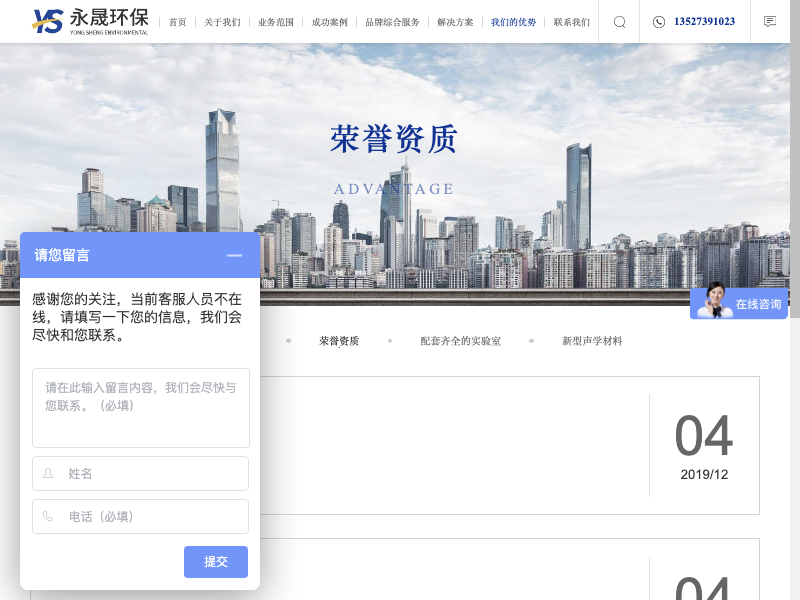 YS 永晟环保
YONG SHENG ENVIRONMENTAL
首页 关于我们 业务范围 成功案例 品牌综合服务 解决方案 我们的优势 联系我们
13527391023
荣誉资质
ADVANTAGE
请您留言
感谢您的关注，当前客服人员不在
线，请填写一下您的信息，我们会
尽快和您联系。
请在此输入留言内容，我们会尽快与
您联系。（必填）
姓名
电话（必填）
提交
在线咨询
荣誉资质 配套齐全的实验室 新型声学材料
04
2019/12
04